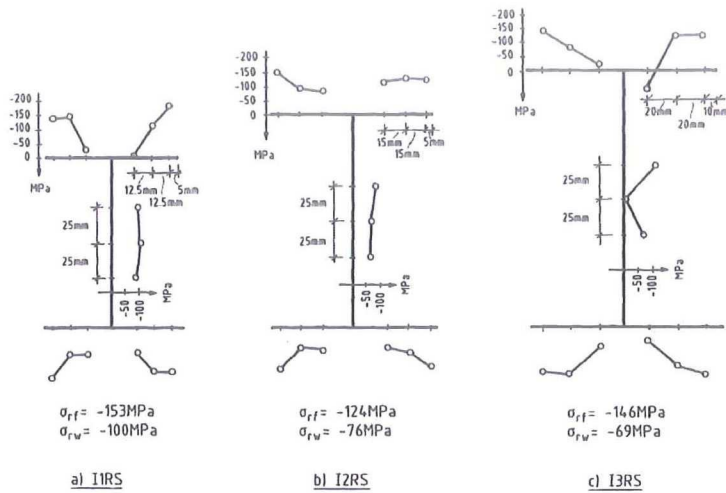 -200
-150
-100
-50
0
MPa
12.5mm
12.5mm
5mm
25mm
25mm
-50
-100
MPa
σrf = -153MPa
σrw = -100MPa
a) I1RS
-200
-150
-100
-50
0
MPa
15mm
15mm
5mm
25mm
25mm
-50
-100
MPa
σrf = -124MPa
σrw = -76MPa
b) I2RS
-200
-150
-100
-50
0
MPa
20mm
20mm
10mm
25mm
25mm
-50
-100
MPa
σrf = -146MPa
σrw = -69MPa
c) I3RS